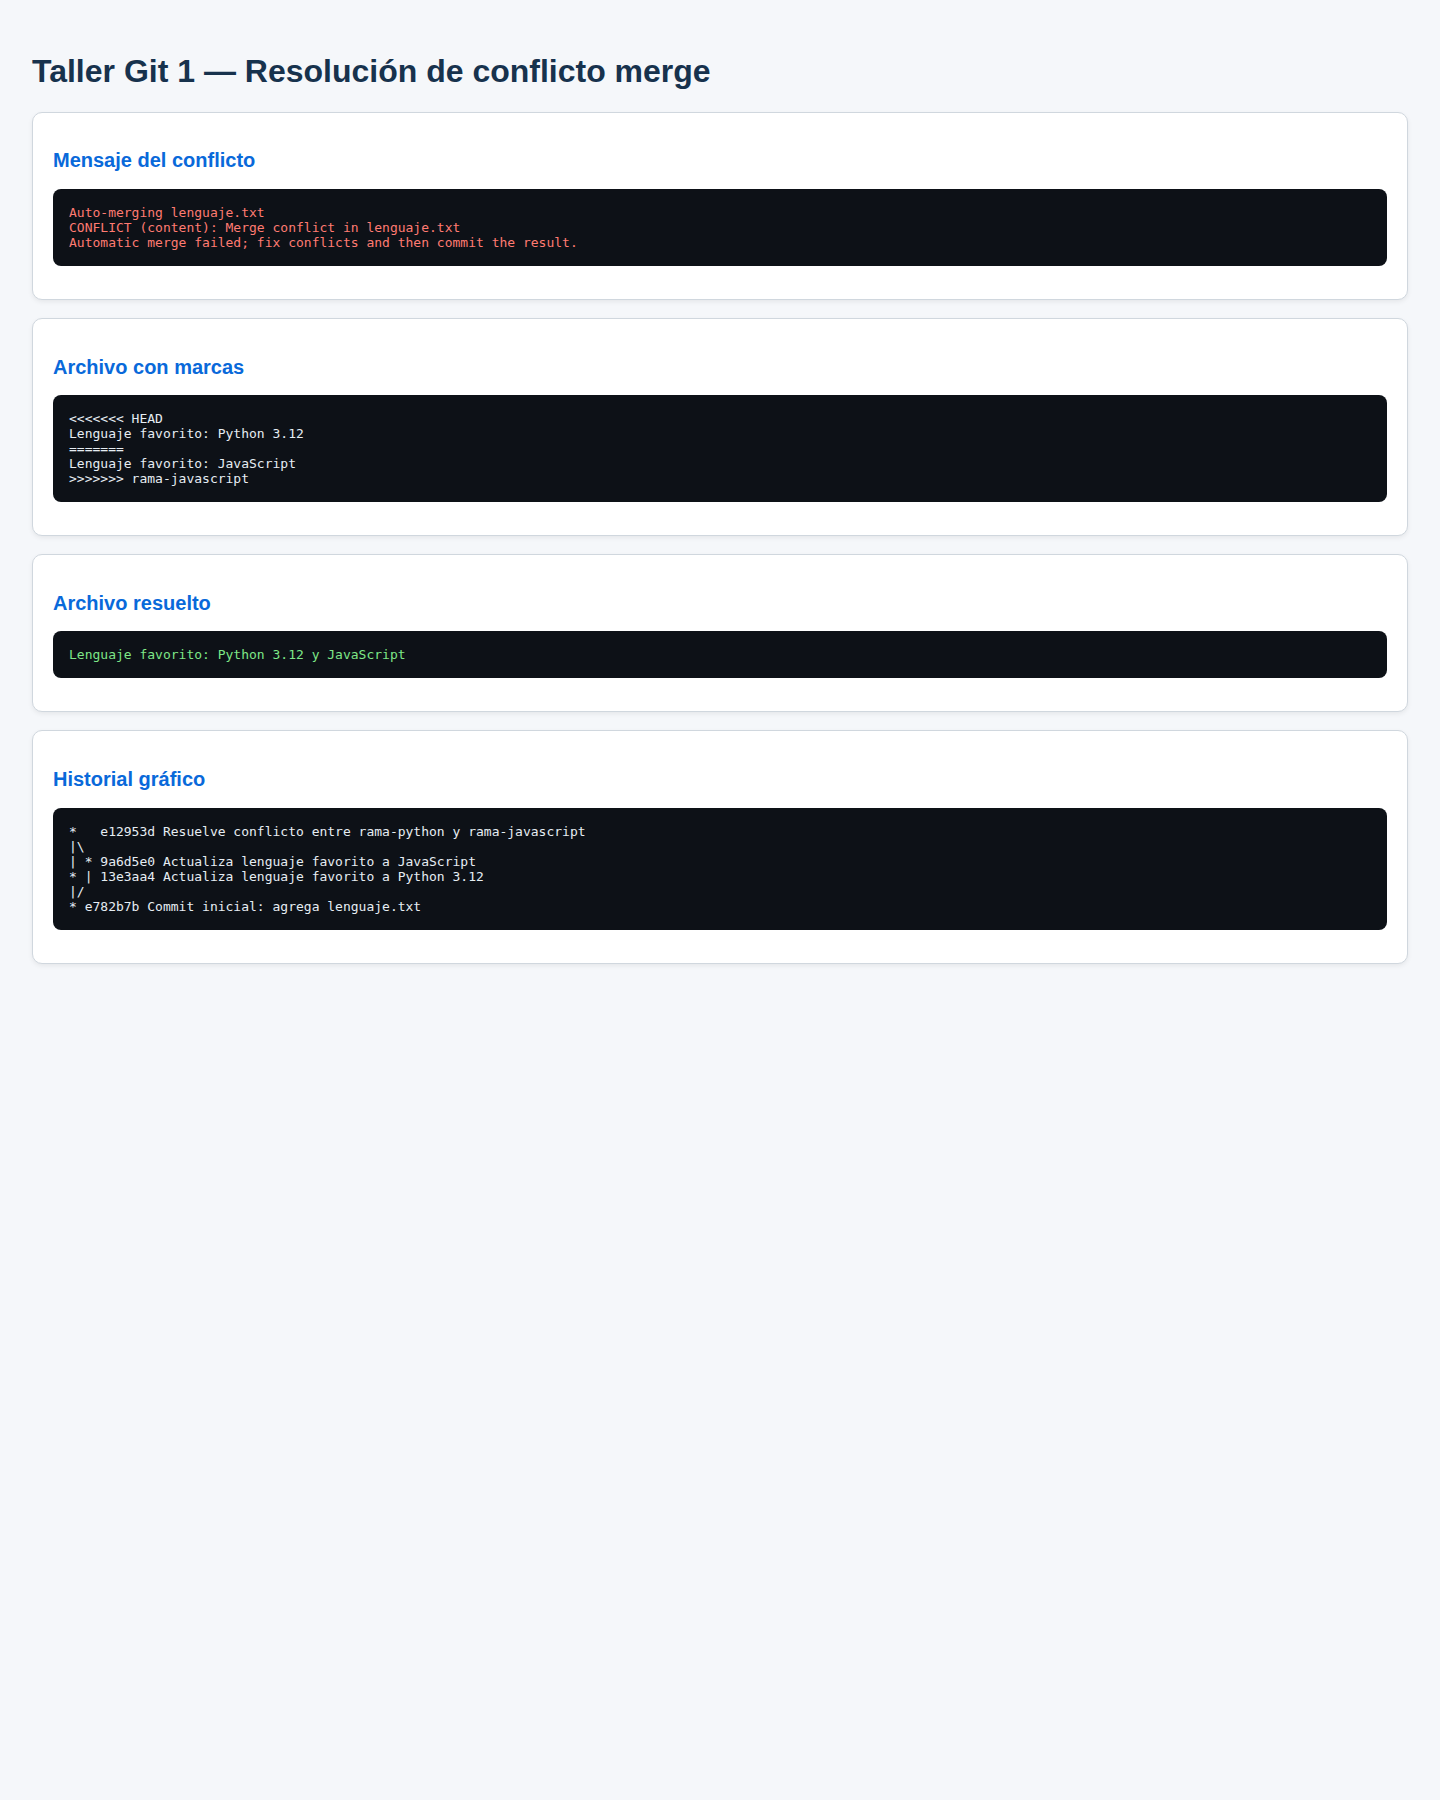 Taller Git 1 — Resolución de conflicto merge
Mensaje del conflicto
Auto-merging lenguaje.txt
CONFLICT (content): Merge conflict in lenguaje.txt
Automatic merge failed; fix conflicts and then commit the result.
Archivo con marcas
<<<<<<< HEAD
Lenguaje favorito: Python 3.12
=======
Lenguaje favorito: JavaScript
>>>>>>> rama-javascript
Archivo resuelto
Lenguaje favorito: Python 3.12 y JavaScript
Historial gráfico
*   e12953d Resuelve conflicto entre rama-python y rama-javascript
|\
| * 9a6d5e0 Actualiza lenguaje favorito a JavaScript
* | 13e3aa4 Actualiza lenguaje favorito a Python 3.12
|/
* e782b7b Commit inicial: agrega lenguaje.txt